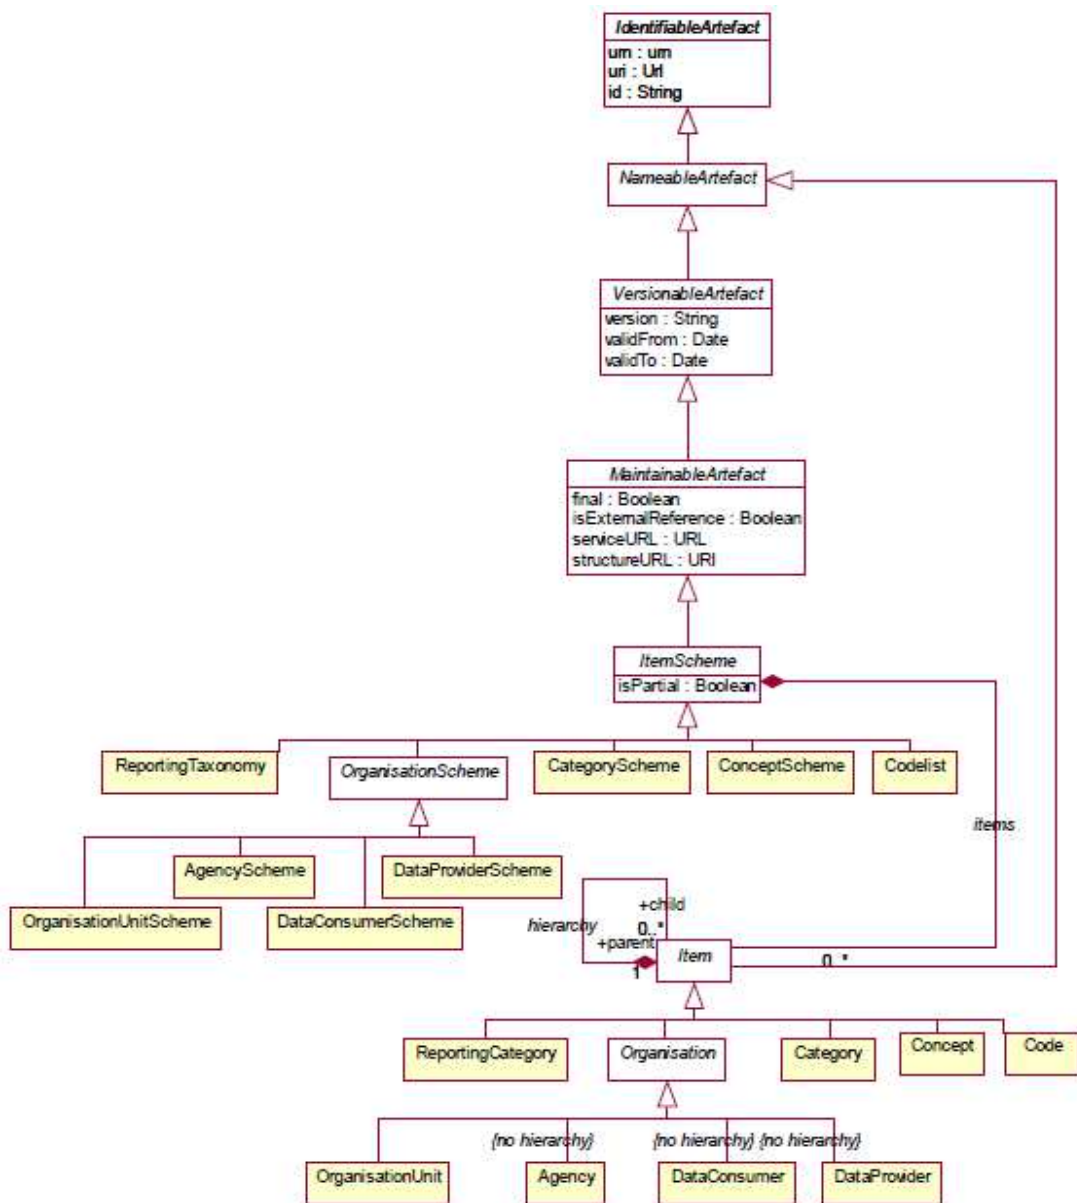 IdentifiableArtefact
urn : urn
uri : Url
id : String
NameableArtefact
VersionableArtefact
version : String
validFrom : Date
validTo : Date
MaintainableArtefact
final : Boolean
isExternalReference : Boolean
serviceURL : URL
structureURL : URI
ItemScheme
isPartial : Boolean
ReportingTaxonomy
OrganisationScheme
CategoryScheme
ConceptScheme
Codelist
items
AgencyScheme
DataProviderScheme
OrganisationUnitScheme
DataConsumerScheme
+child
hierarchy
0..*
+parent
1
Item
0..*
ReportingCategory
Organisation
Category
Concept
Code
{no hierarchy}
{no hierarchy}
{no hierarchy}
OrganisationUnit
Agency
DataConsumer
DataProvider